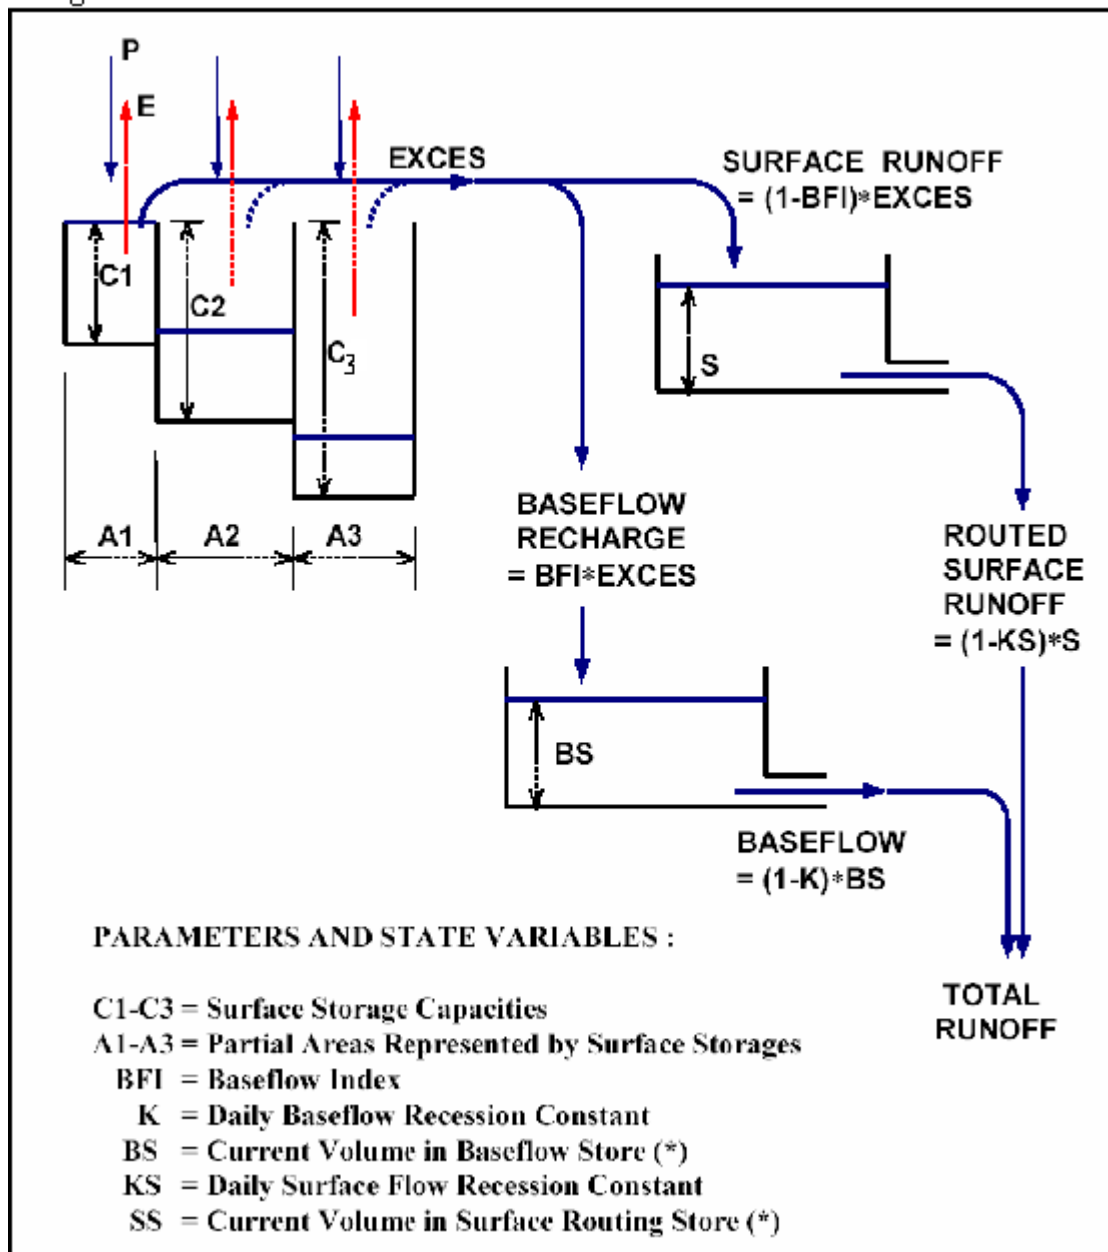 P
E
EXCES
SURFACE RUNOFF
= (1-BFI)*EXCES
C1
C2
C3
S
A1
A2
A3
BASEFLOW
RECHARGE
= BFI*EXCES
ROUTED
SURFACE
RUNOFF
= (1-KS)*S
BS
BASEFLOW
= (1-K)*BS
TOTAL
RUNOFF
PARAMETERS AND STATE VARIABLES :
C1-C3 = Surface Storage Capacities
A1-A3 = Partial Areas Represented by Surface Storages
BFI = Baseflow Index
K = Daily Baseflow Recession Constant
BS = Current Volume in Baseflow Store (*)
KS = Daily Surface Flow Recession Constant
SS = Current Volume in Surface Routing Store (*)